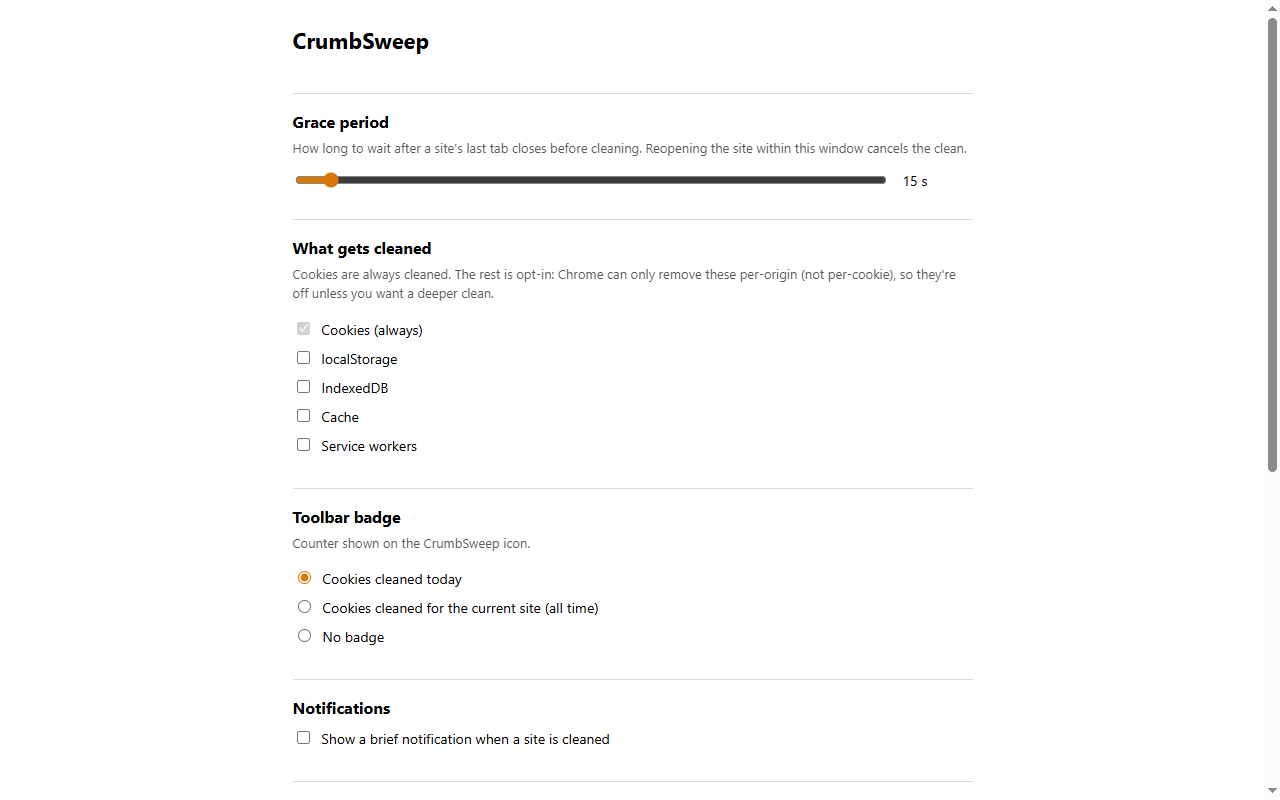 CrumbSweep
Grace period
How long to wait after a site's last tab closes before cleaning. Reopening the site within this window cancels the clean.
15 s
What gets cleaned
Cookies are always cleaned. The rest is opt-in: Chrome can only remove these per-origin (not per-cookie), so they're
off unless you want a deeper clean.
Cookies (always)
localStorage
IndexedDB
Cache
Service workers
Toolbar badge
Counter shown on the CrumbSweep icon.
Cookies cleaned today
Cookies cleaned for the current site (all time)
No badge
Notifications
Show a brief notification when a site is cleaned